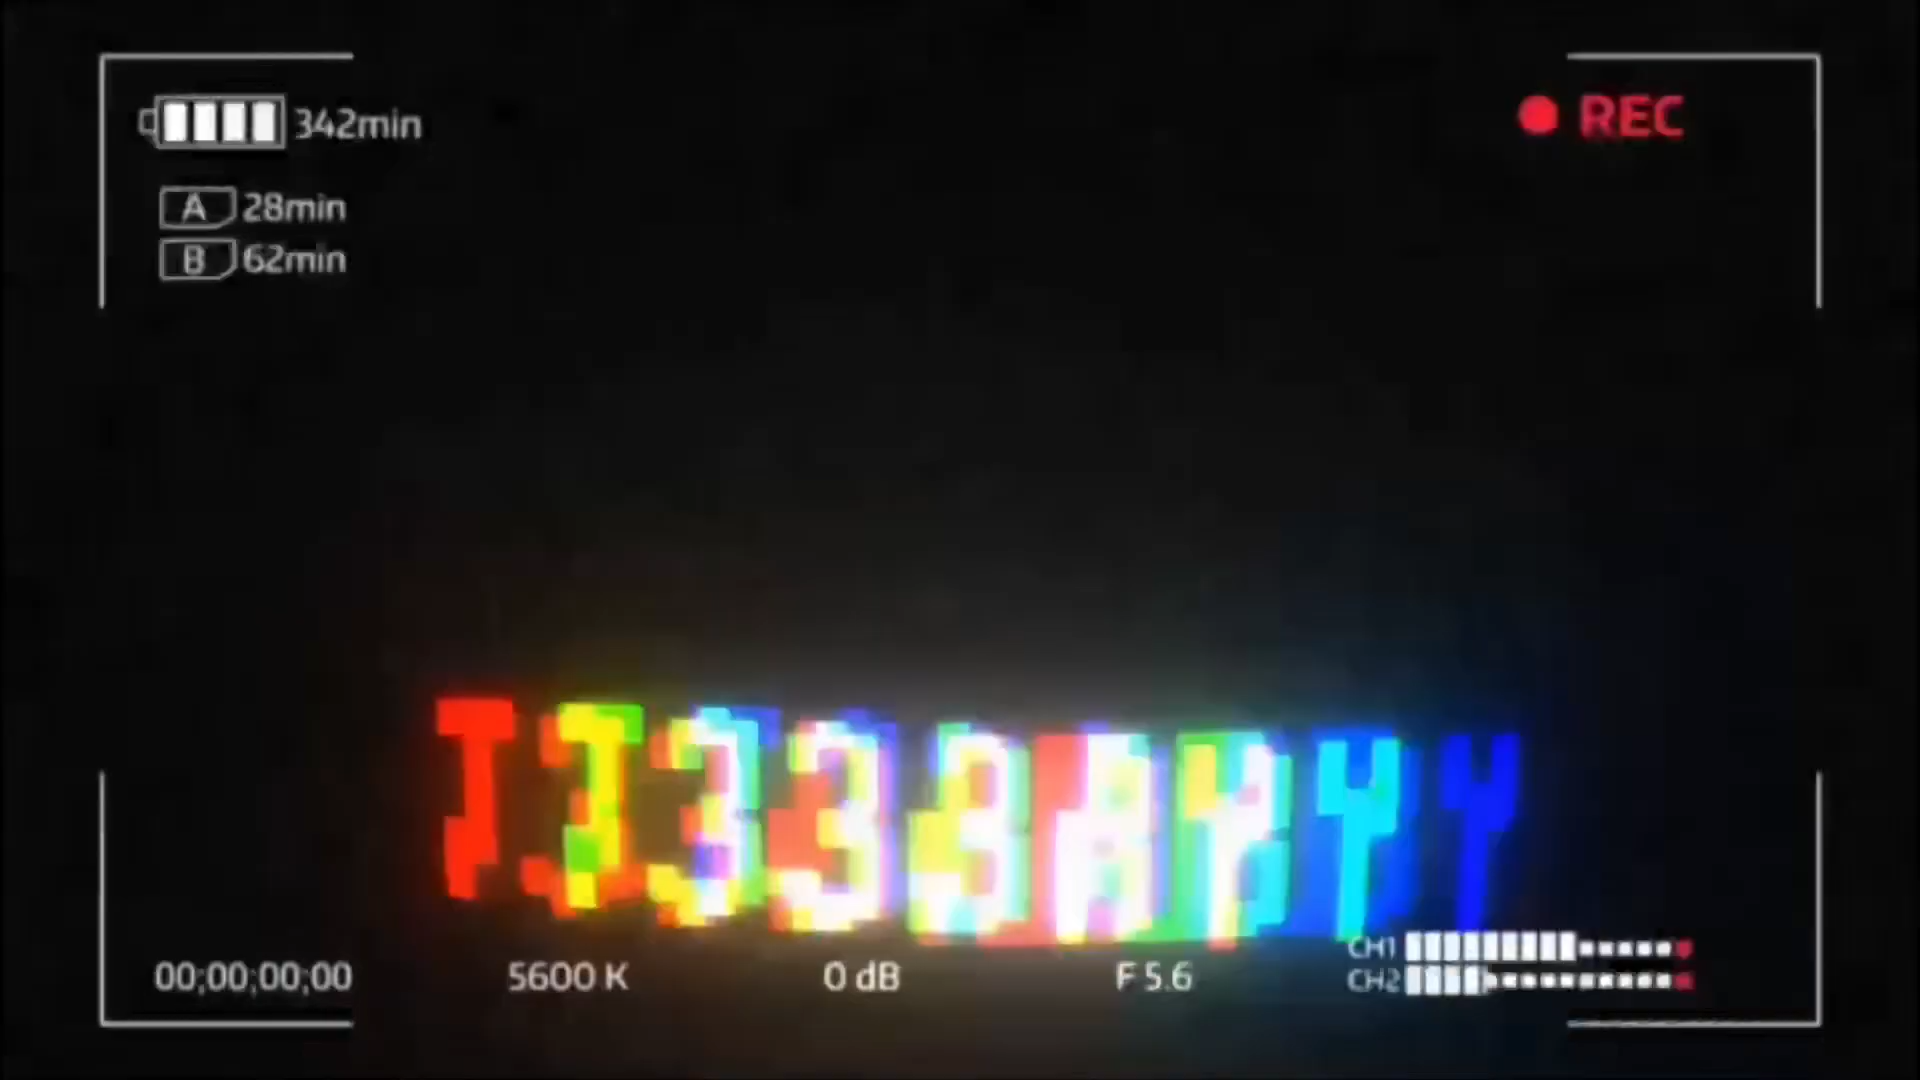 342min
REC
A 28min
B 62min
00;00;00;00
5600 K
0 dB
F 5.6
CH1
CH2